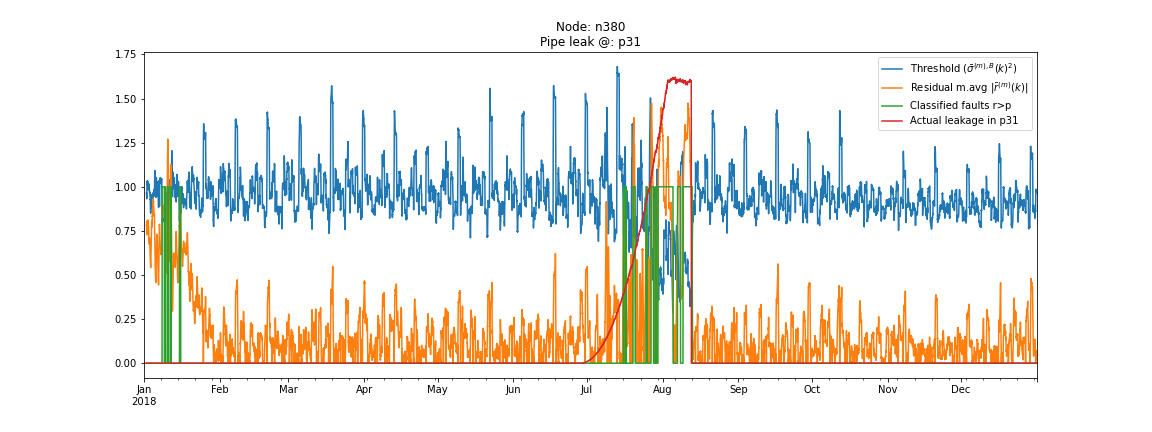 Node: n380
Pipe leak @: p31
Threshold (σ̄⁽ᵐ⁾,ᴮ(k)²)
Residual m.avg |r̄⁽ᵐ⁾(k)|
Classified faults r>p
Actual leakage in p31
1.75
1.50
1.25
1.00
0.75
0.50
0.25
0.00
Jan Feb Mar Apr May Jun Jul Aug Sep Oct Nov Dec
2018